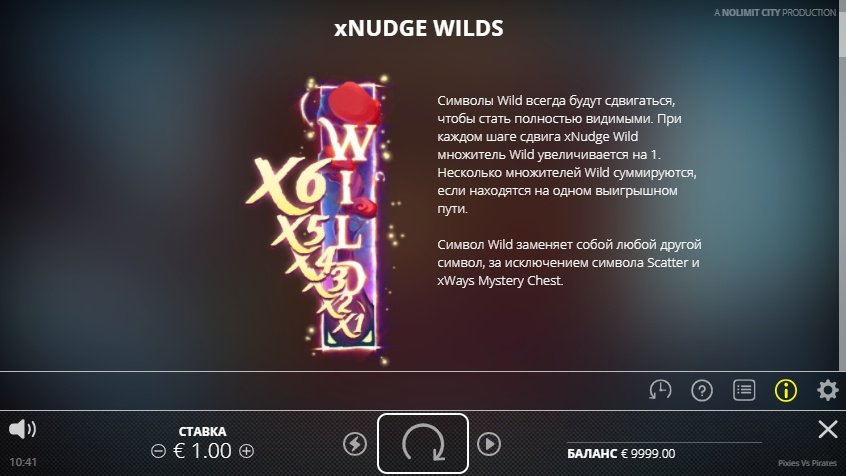 A NOLIMIT CITY PRODUCTION
xNUDGE WILDS
Символы Wild всегда будут сдвигаться,
чтобы стать полностью видимыми. При
каждом шаге сдвига xNudge Wild
множитель Wild увеличивается на 1.
Несколько множителей Wild суммируются,
если находятся на одном выигрышном
пути.
Символ Wild заменяет собой любой другой
символ, за исключением символа Scatter и
xWays Mystery Chest.
WILD
X6
X5
X4
X3
X2
X1
СТАВКА
€ 1.00
БАЛАНС € 9999.00
10:41
Pixies Vs Pirates